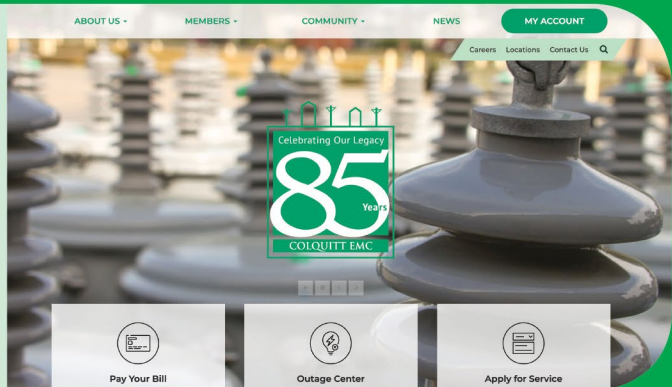 ABOUT US
MEMBERS
COMMUNITY
NEWS
MY ACCOUNT
Careers
Locations
Contact Us
Celebrating Our Legacy
85
Years
COLQUITT EMC
Pay Your Bill
Outage Center
Apply for Service